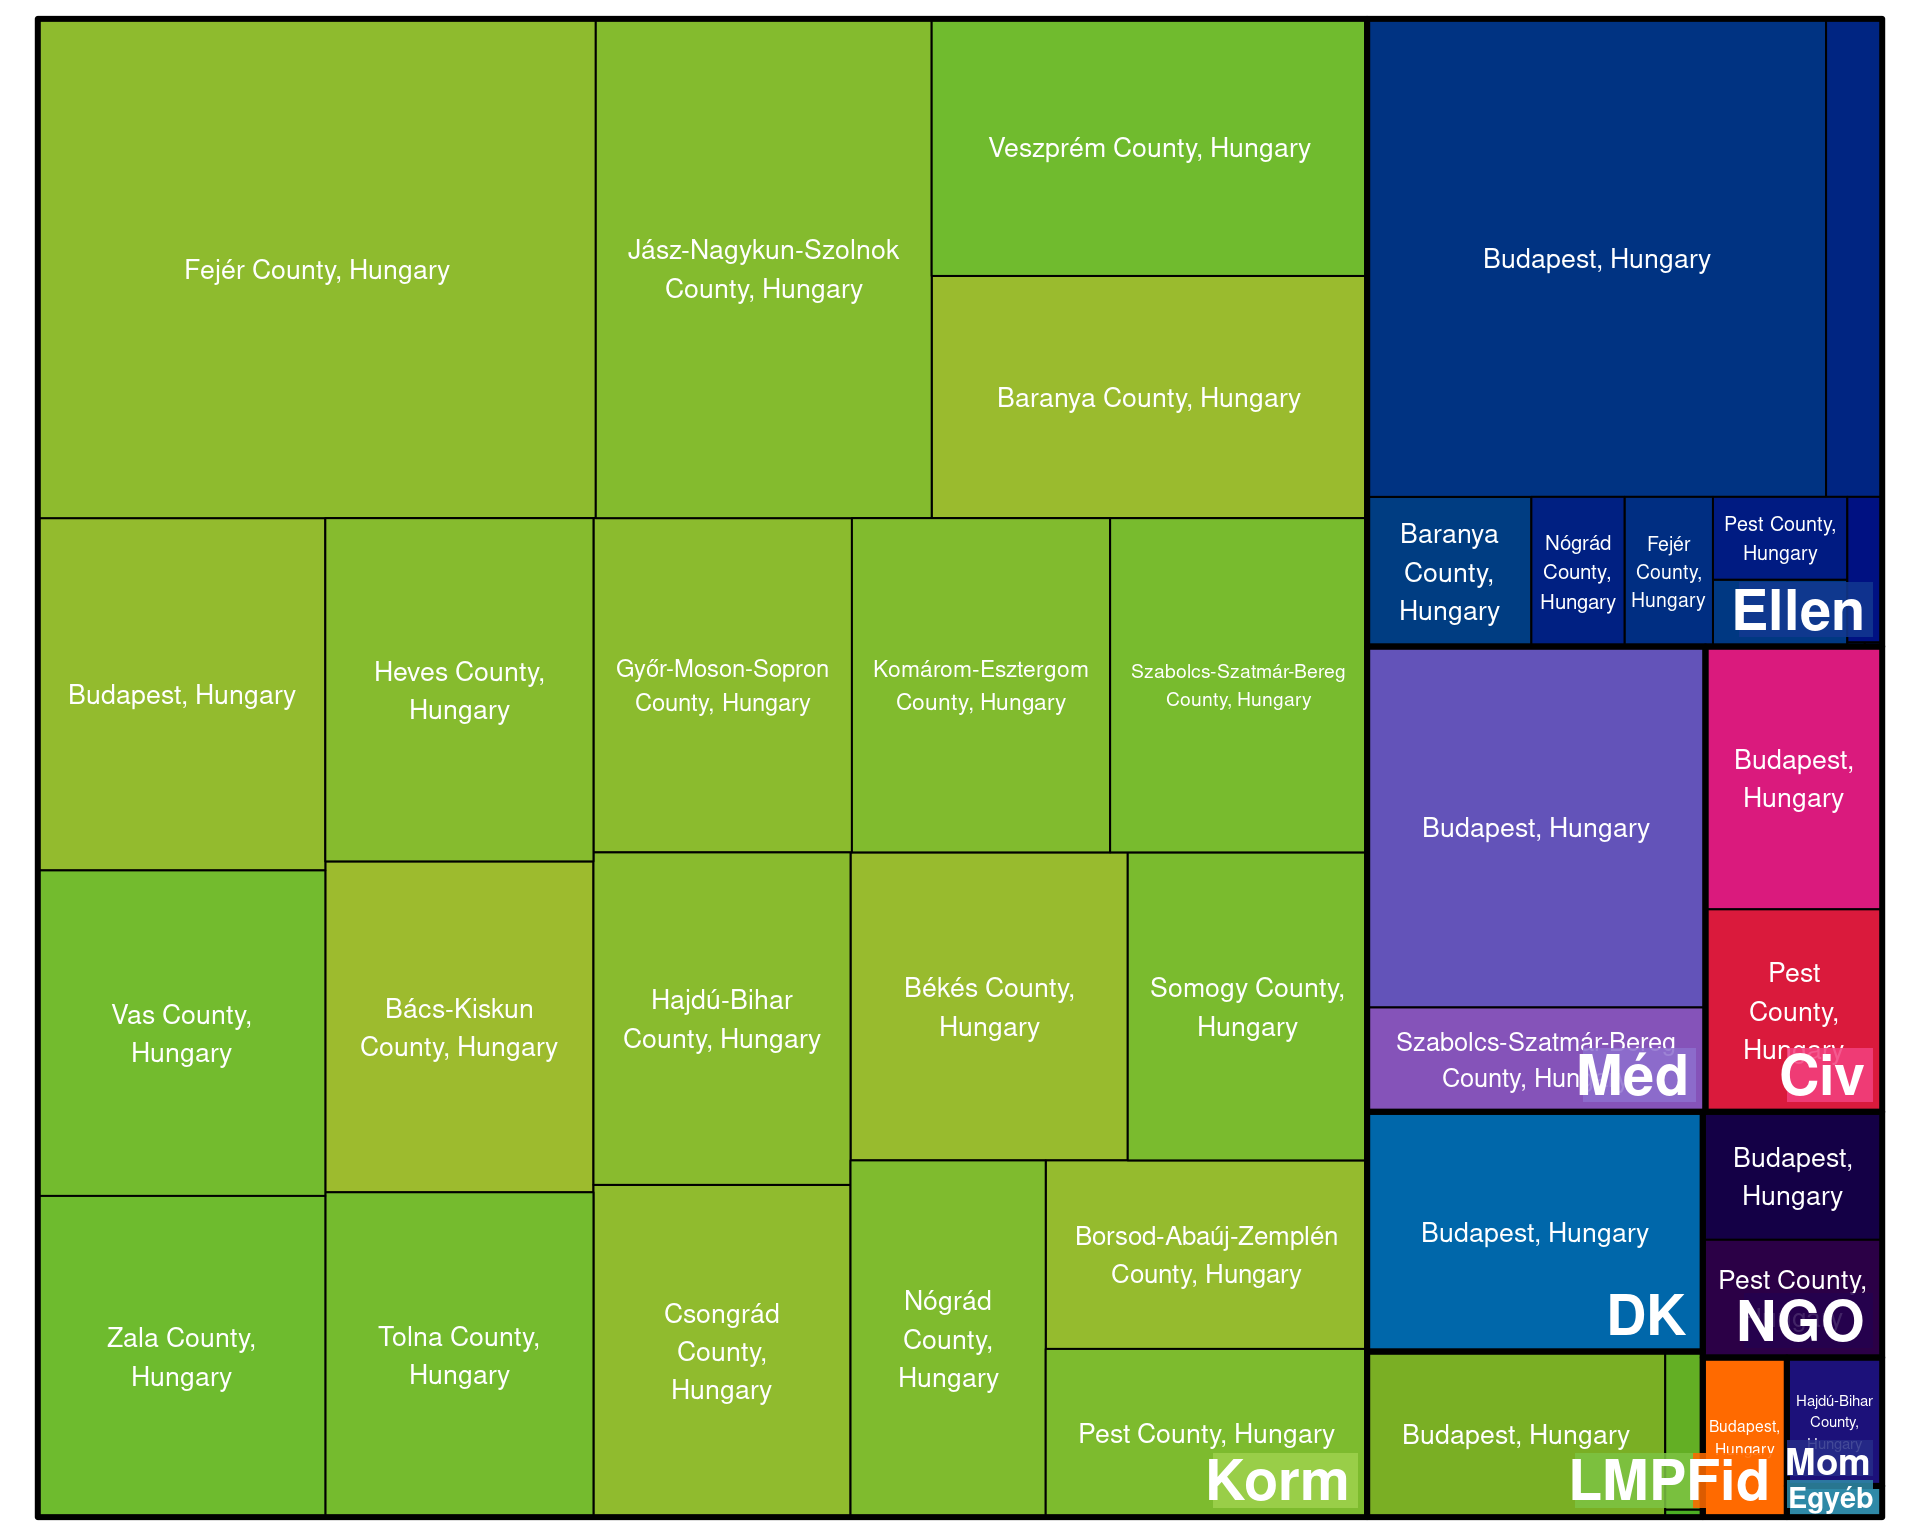 Fejér County, Hungary
Jász-Nagykun-Szolnok
County, Hungary
Veszprém County, Hungary
Baranya County, Hungary
Budapest, Hungary
Heves County,
Hungary
Győr-Moson-Sopron
County, Hungary
Komárom-Esztergom
County, Hungary
Szabolcs-Szatmár-Bereg
County, Hungary
Vas County,
Hungary
Bács-Kiskun
County, Hungary
Hajdú-Bihar
County, Hungary
Békés County,
Hungary
Somogy County,
Hungary
Zala County,
Hungary
Tolna County,
Hungary
Csongrád
County,
Hungary
Nógrád
County,
Hungary
Borsod-Abaúj-Zemplén
County, Hungary
Pest County, Hungary
Korm
Budapest, Hungary
Baranya
County,
Hungary
Nógrád
County,
Hungary
Fejér
County,
Hungary
Pest County,
Hungary
Ellen
Budapest, Hungary
Szabolcs-Szatmár-Bereg
County, Hungary
Méd
Budapest,
Hungary
Pest
County,
Hungary
Civ
Budapest, Hungary
DK
Budapest,
Hungary
Pest County,
Hungary
NGO
Budapest, Hungary
LMP
Budapest,
Hungary
Fid
Hajdú-Bihar
County,
Hungary
Mom
Egyéb